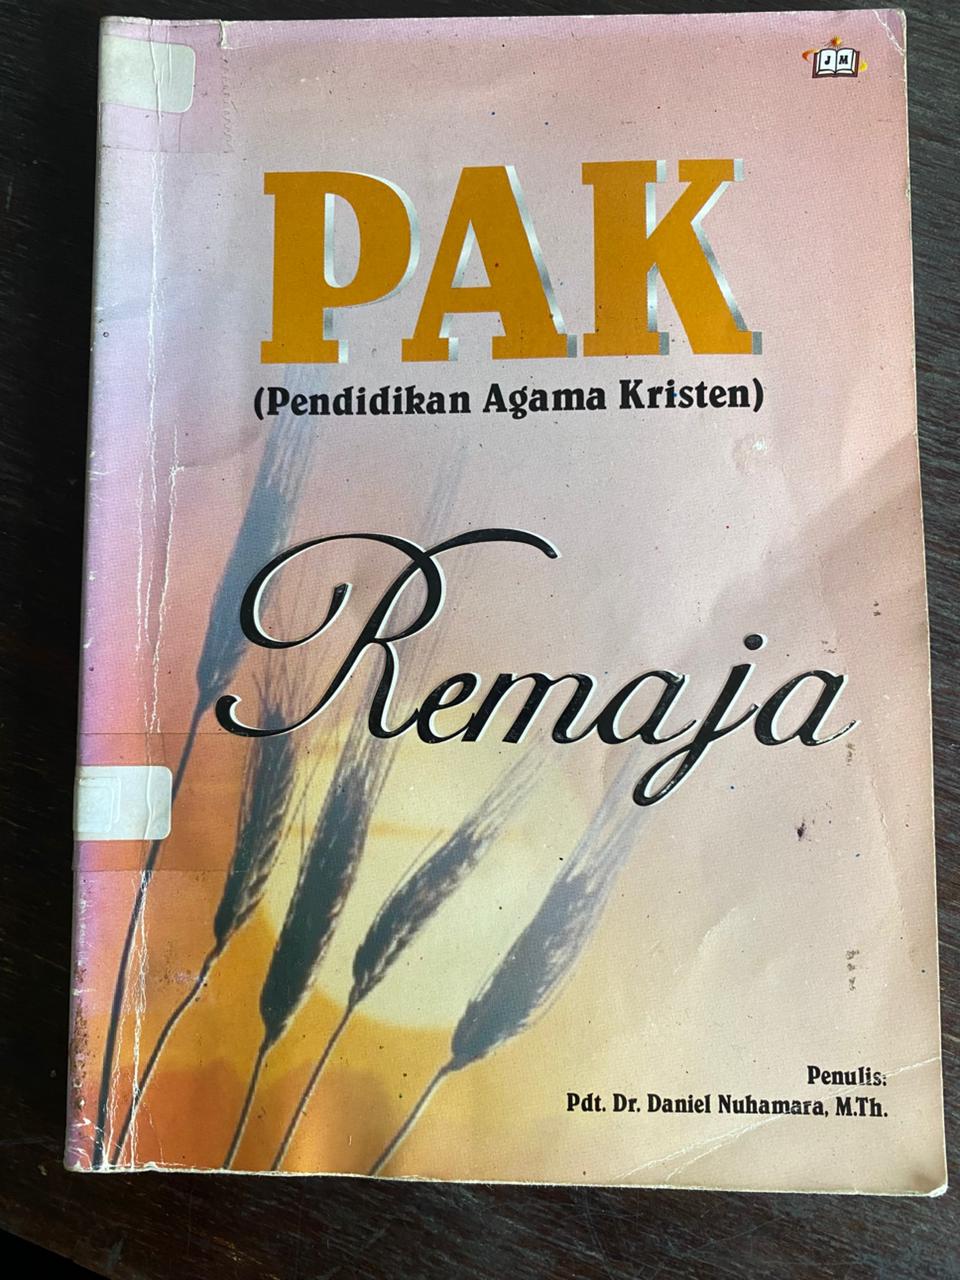 J M
PAK
(Pendidikan Agama Kristen)
Remaja
Penulis:
Pdt. Dr. Daniel Nuhamara, M.Th.